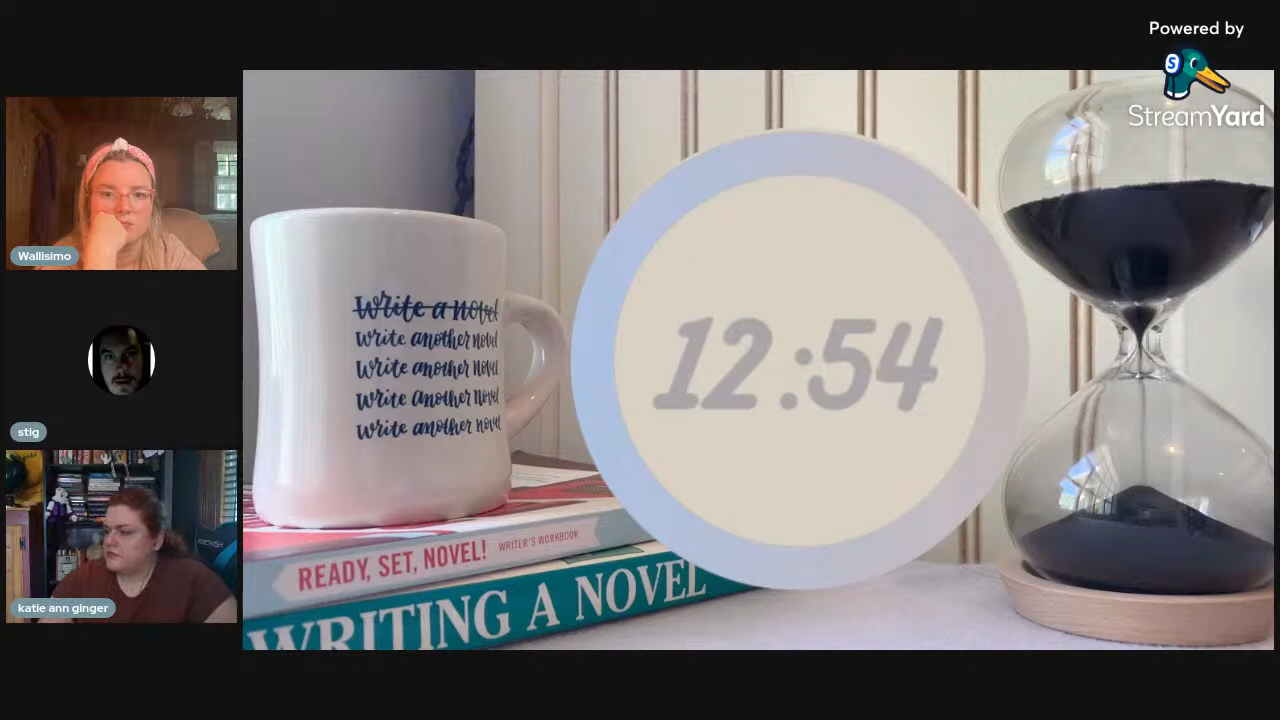 Powered by
S
StreamYard
Wallisimo
stig
katie ann ginger
write a novel
write another novel
write another novel
write another novel
write another novel
12:54
READY, SET, NOVEL! WRITER'S WORKBOOK
WRITING A NOVEL